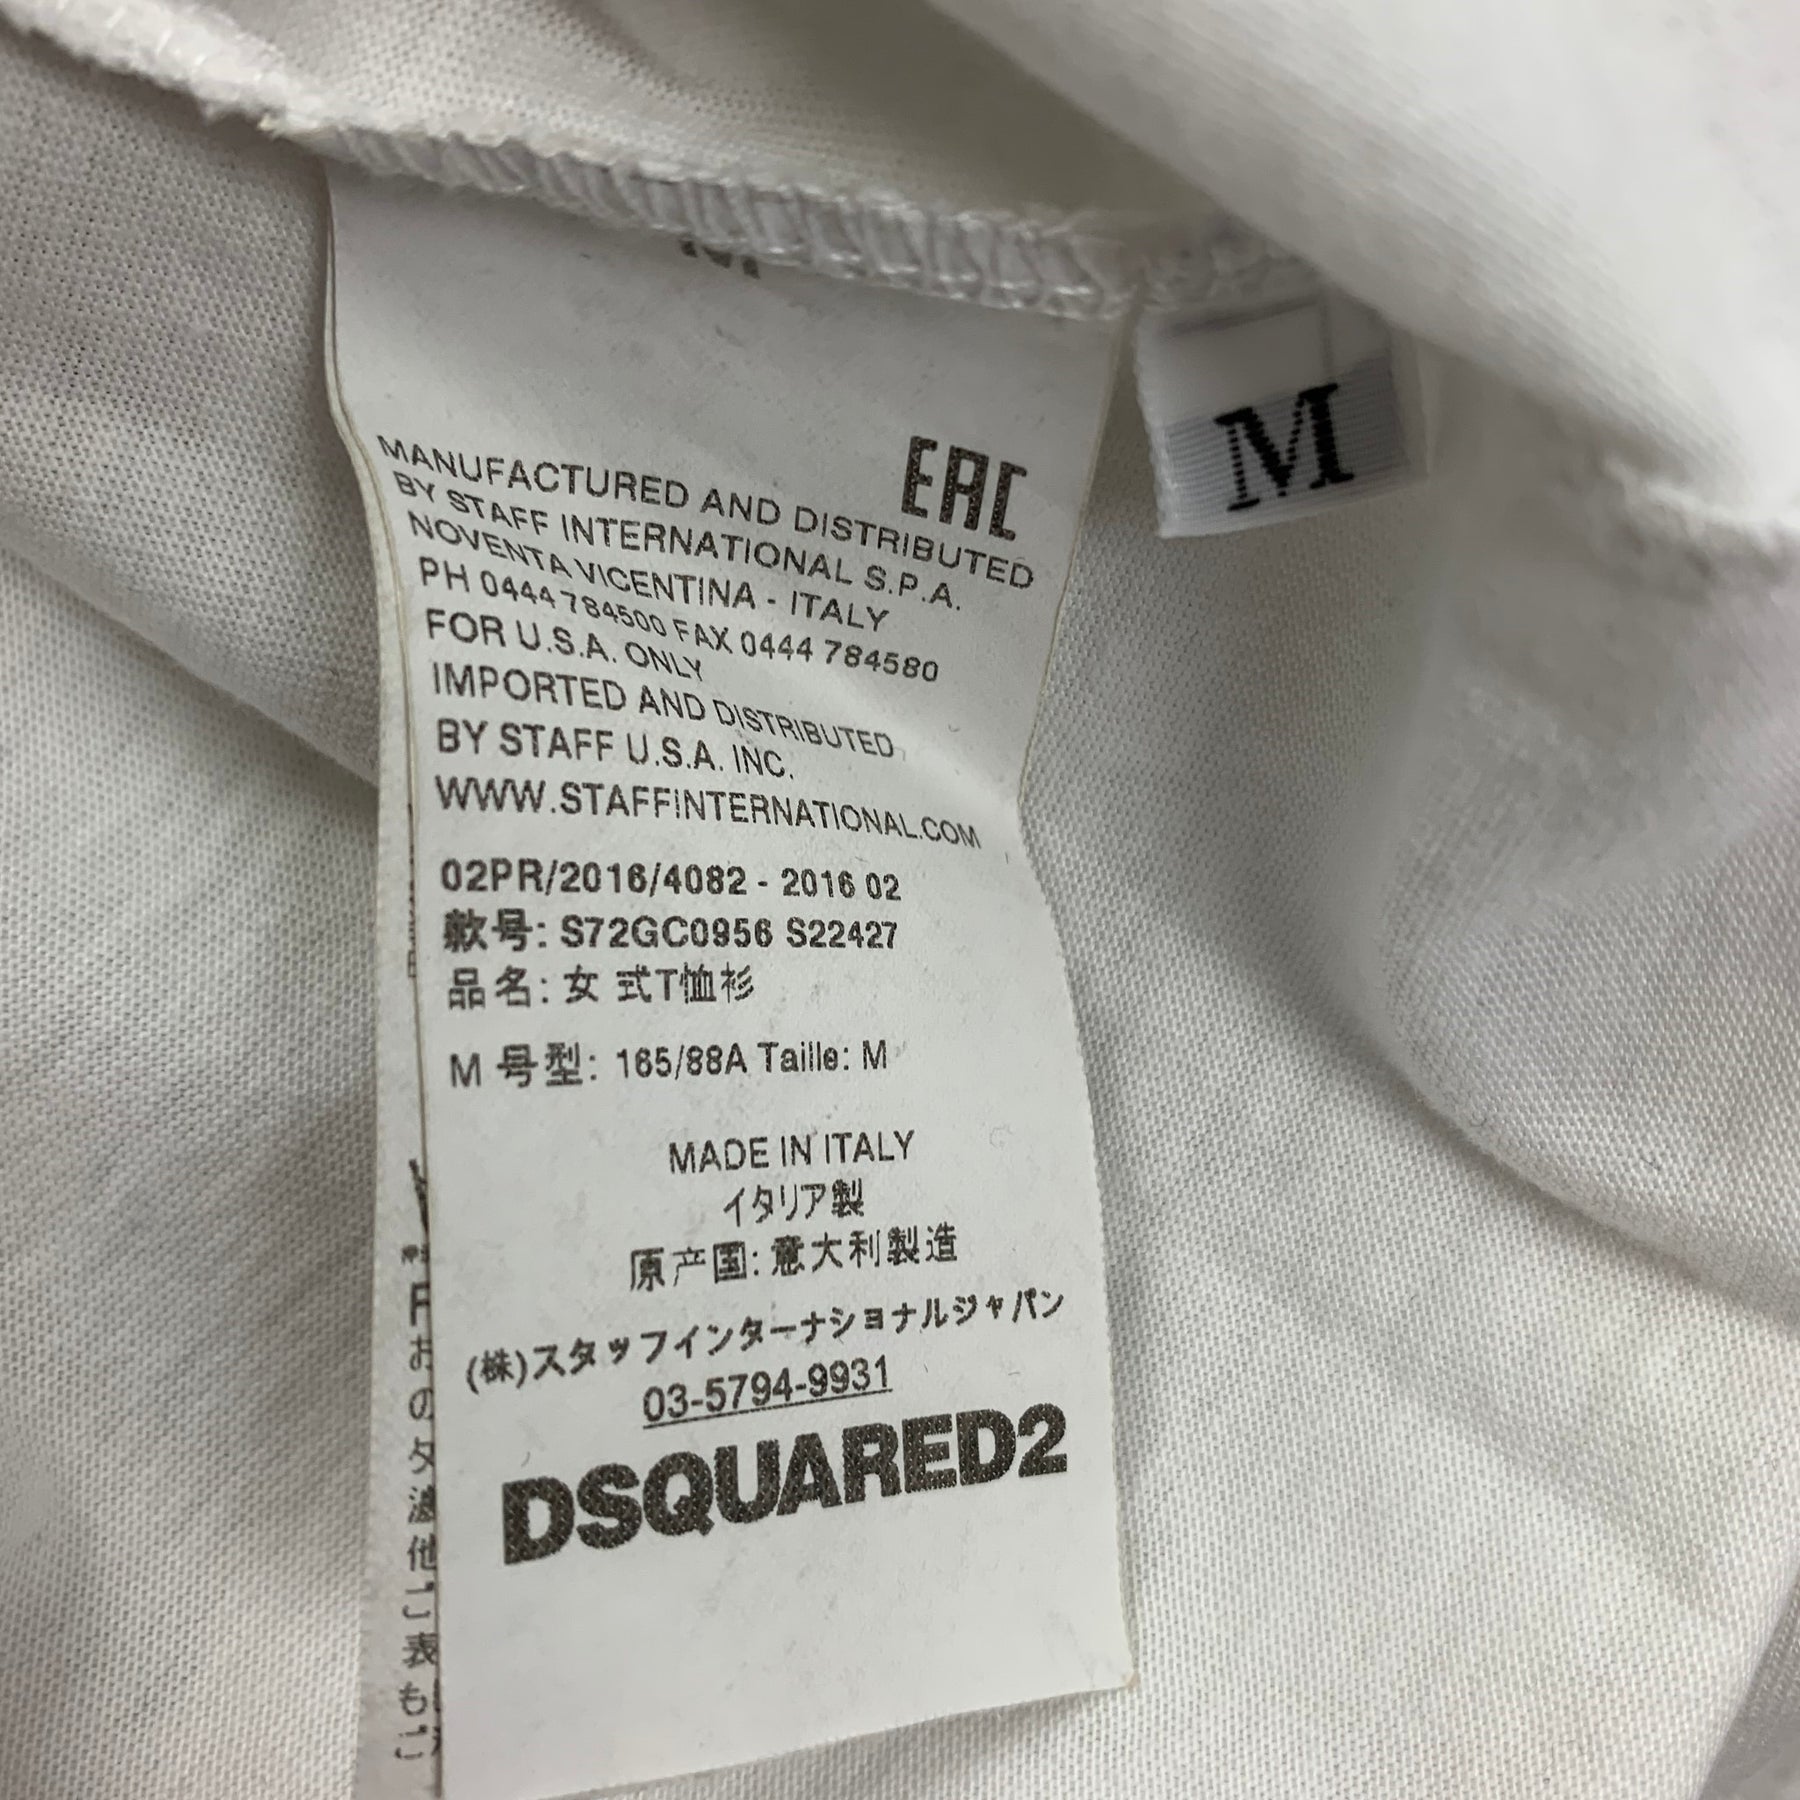 M
EAC
MANUFACTURED AND DISTRIBUTED
BY STAFF INTERNATIONAL S.P.A.
NOVENTA VICENTINA - ITALY
PH 0444 784500 FAX 0444 784580
FOR U.S.A. ONLY
IMPORTED AND DISTRIBUTED
BY STAFF U.S.A. INC.
WWW.STAFFINTERNATIONAL.COM
02PR/2016/4082 - 2016 02
款号: S72GC0956 S22427
品名: 女 式T恤衫
M 号型: 165/88A Taille: M
MADE IN ITALY
イタリア製
原产国: 意大利製造
(株)スタッフインターナショナルジャパン
03-5794-9931
DSQUARED2